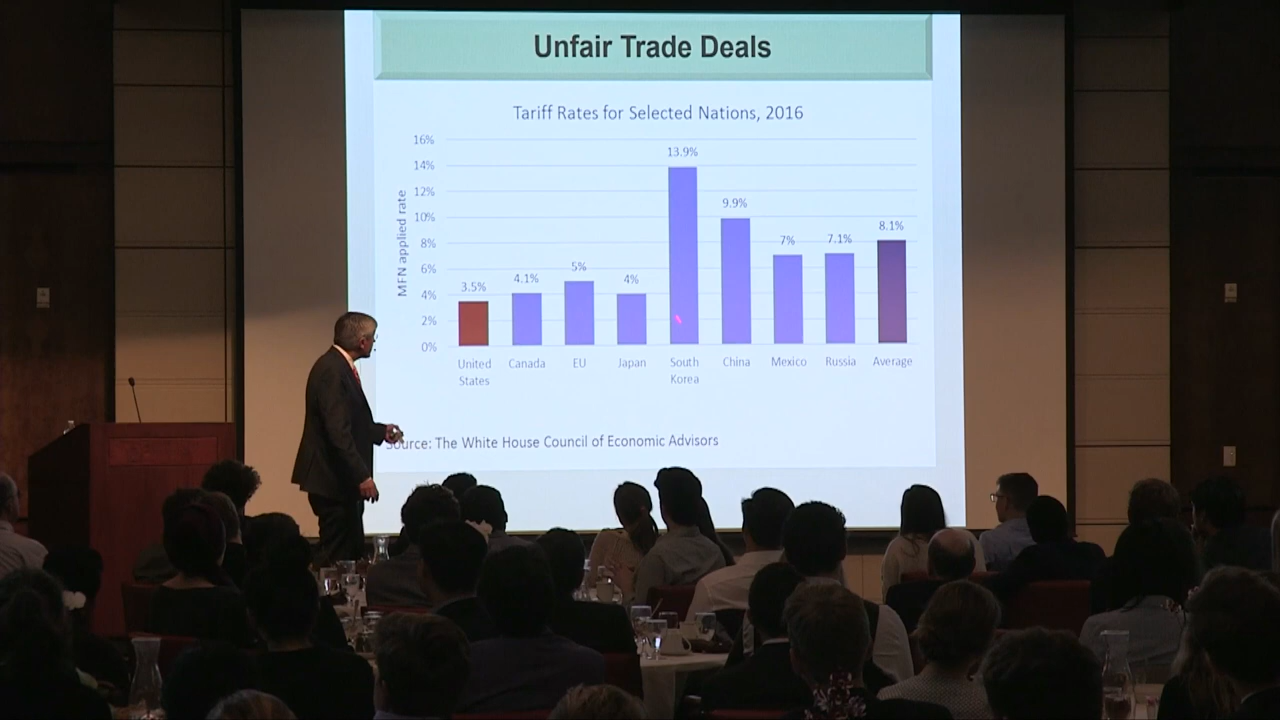 Unfair Trade Deals
Tariff Rates for Selected Nations, 2016
MFN applied rate
16%
14%
12%
10%
8%
6%
4%
2%
0%
3.5%
4.1%
5%
4%
13.9%
9.9%
7%
7.1%
8.1%
United States
Canada
EU
Japan
South Korea
China
Mexico
Russia
Average
Source: The White House Council of Economic Advisors